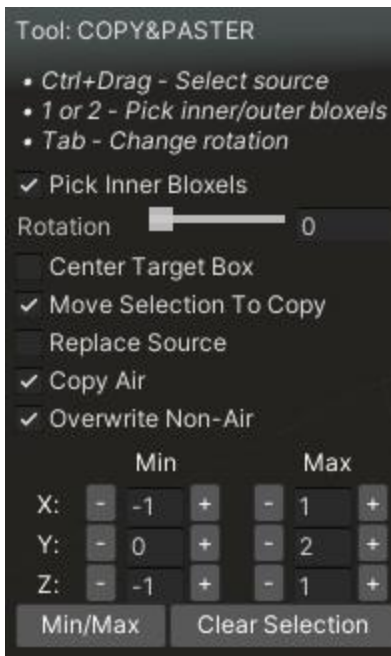 Tool: COPY&PASTER
• Ctrl+Drag - Select source
• 1 or 2 - Pick inner/outer bloxels
• Tab - Change rotation
Pick Inner Bloxels
Rotation 0
Center Target Box
Move Selection To Copy
Replace Source
Copy Air
Overwrite Non-Air
Min Max
X: - -1 + - 1 +
Y: - 0 + - 2 +
Z: - -1 + - 1 +
Min/Max Clear Selection